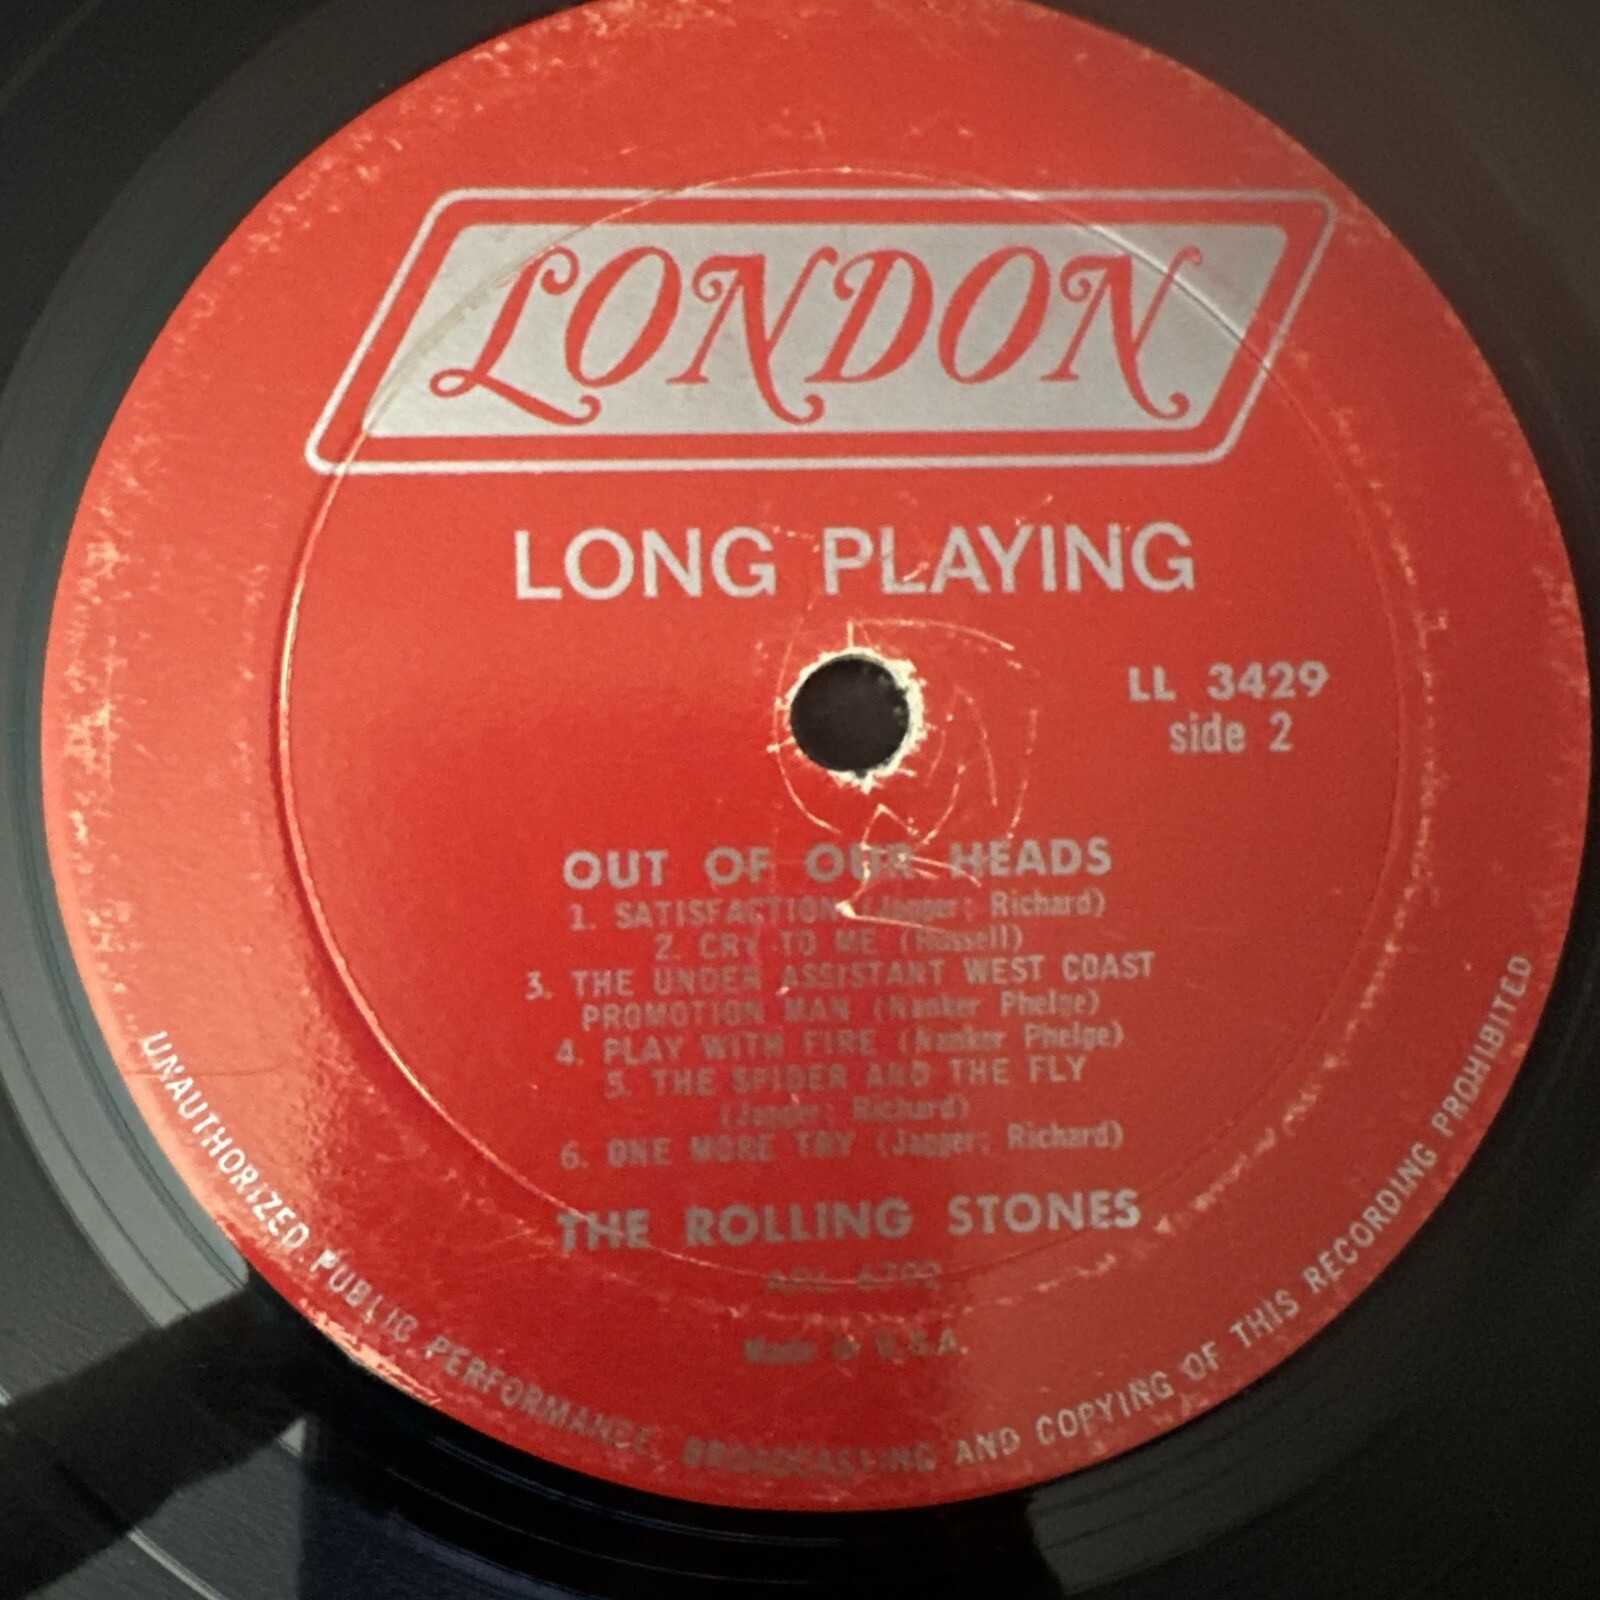 LONDON
LONG PLAYING
LL 3429
side 2
OUT OF OUR HEADS
1. SATISFACTION (Jagger; Richard)
2. CRY TO ME (Russell)
3. THE UNDER ASSISTANT WEST COAST
PROMOTION MAN (Nanker Phelge)
4. PLAY WITH FIRE (Nanker Phelge)
5. THE SPIDER AND THE FLY
(Jagger; Richard)
6. ONE MORE TRY (Jagger; Richard)
THE ROLLING STONES
Made in U.S.A.
UNAUTHORIZED PUBLIC PERFORMANCE, BROADCASTING AND COPYING OF THIS RECORDING PROHIBITED